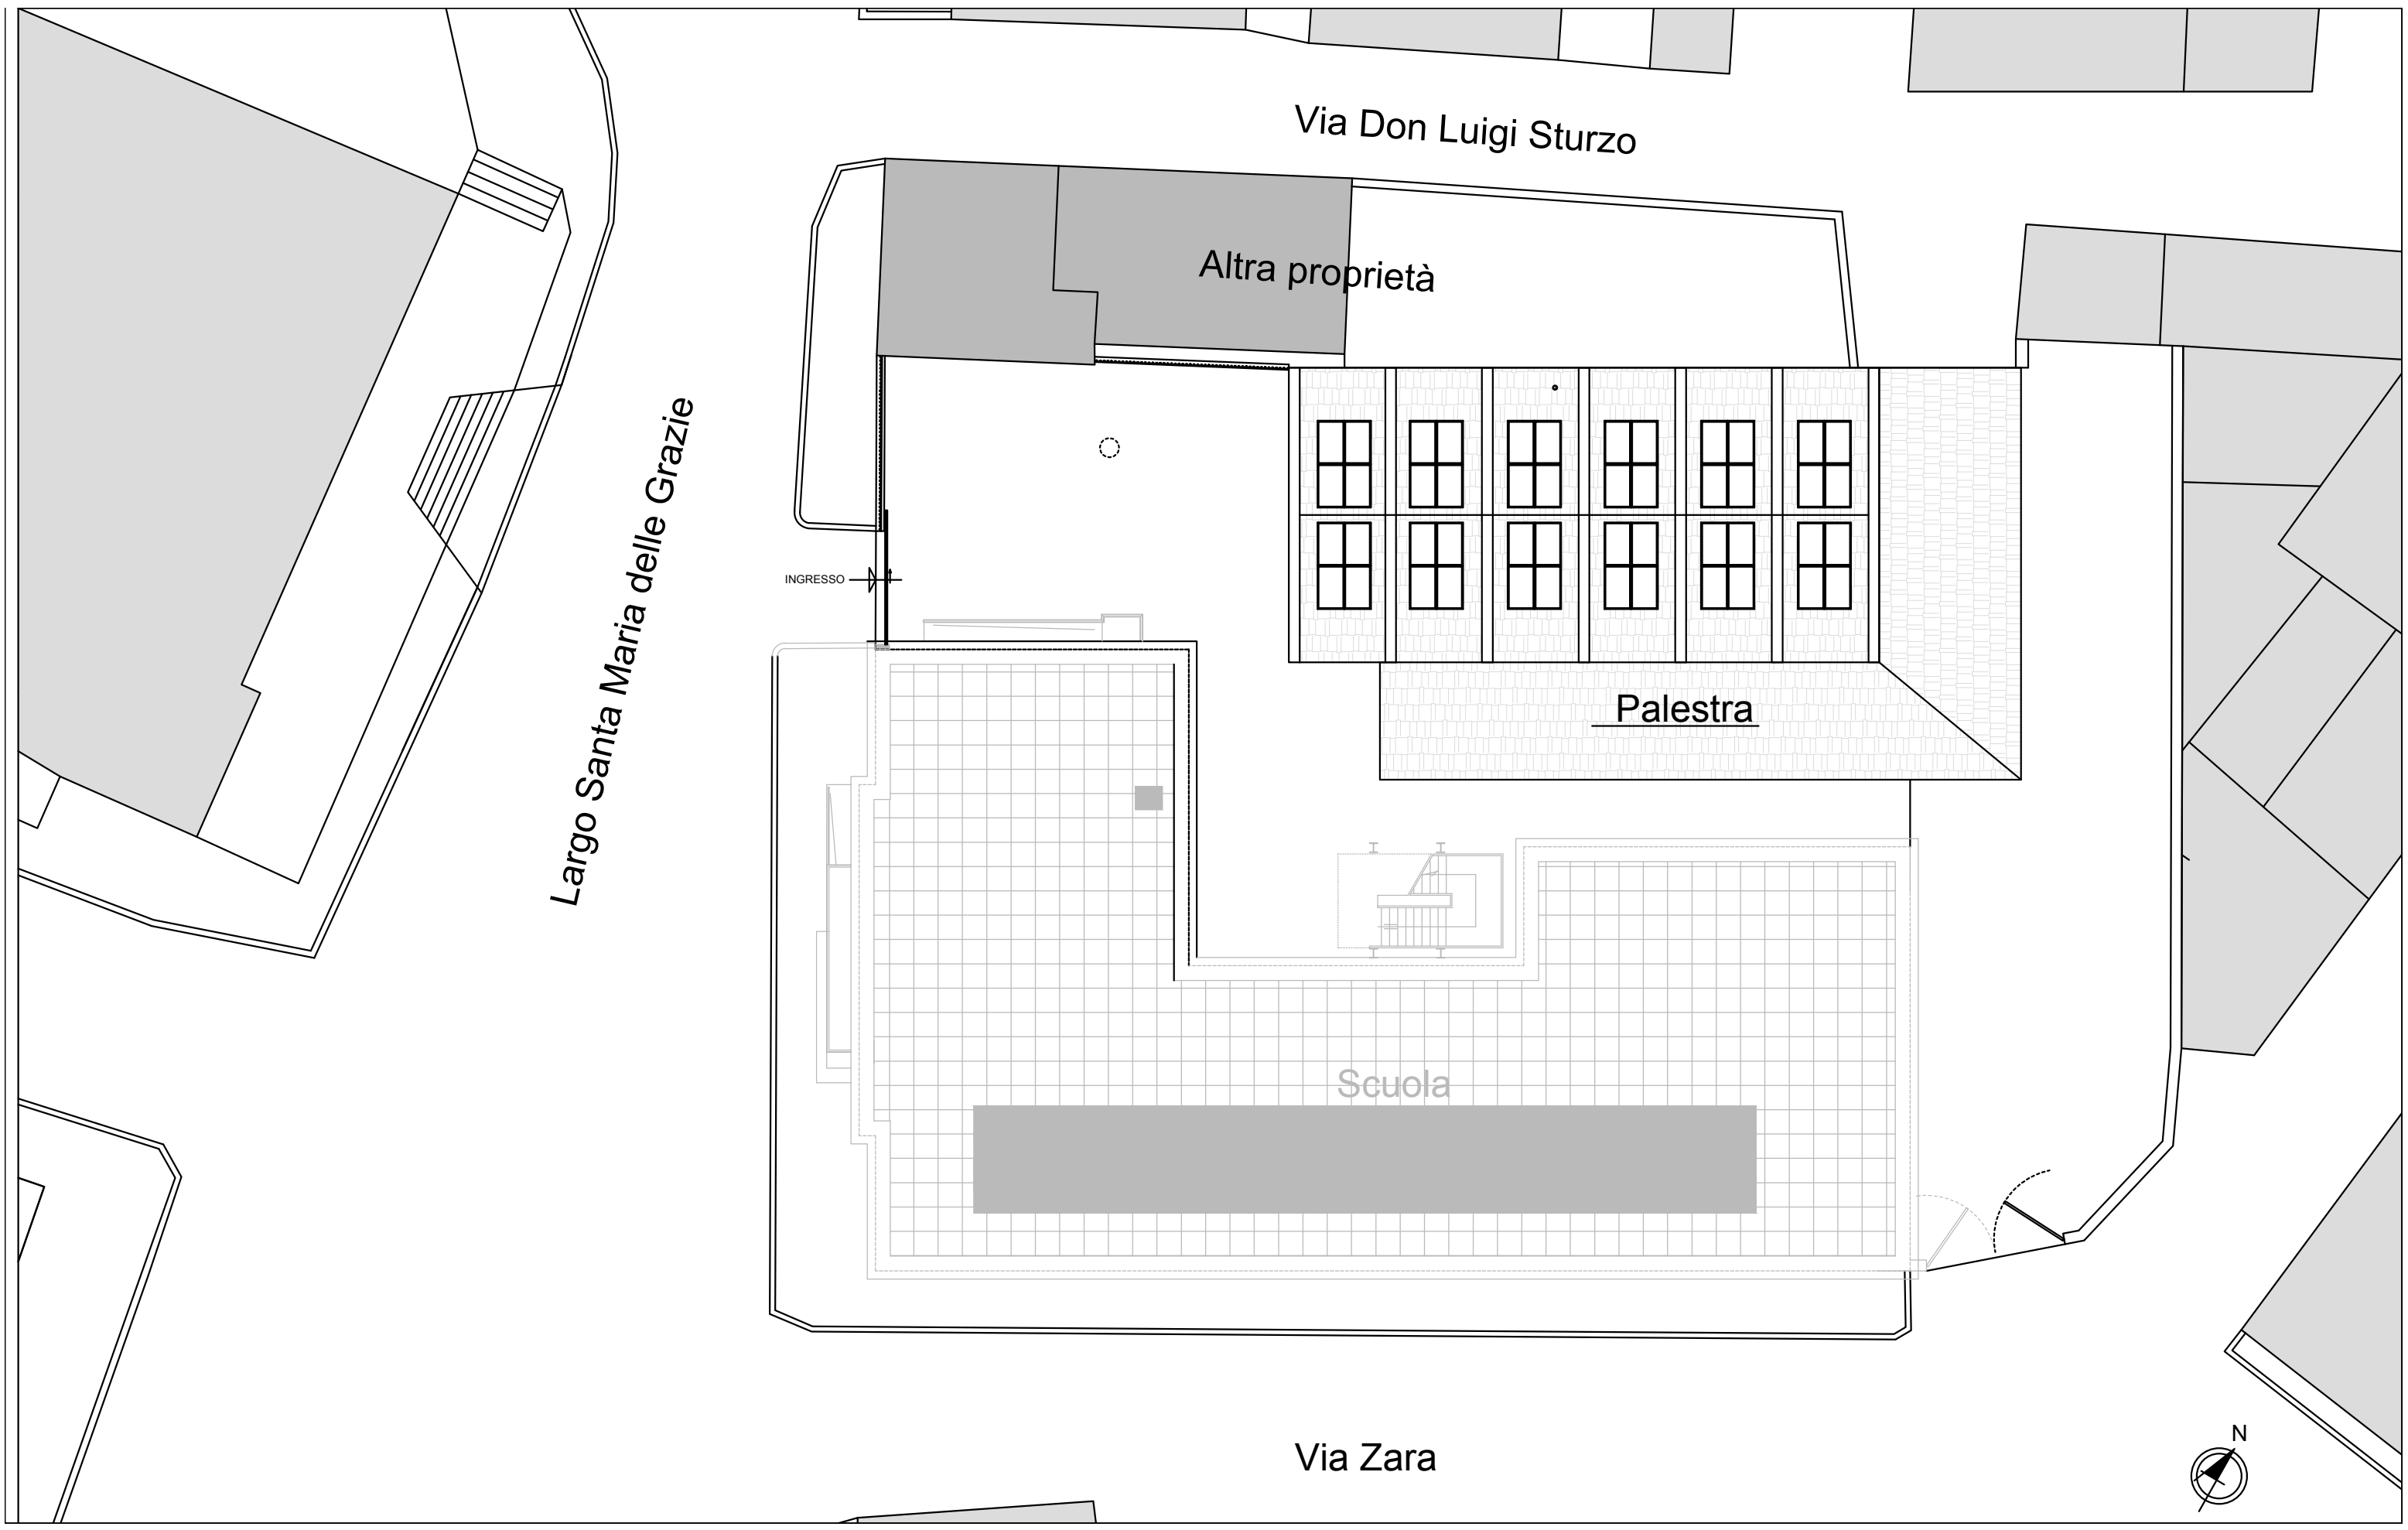 Via Don Luigi Sturzo
Altra proprietà
Largo Santa Maria delle Grazie
INGRESSO
Palestra
Scuola
Via Zara
N